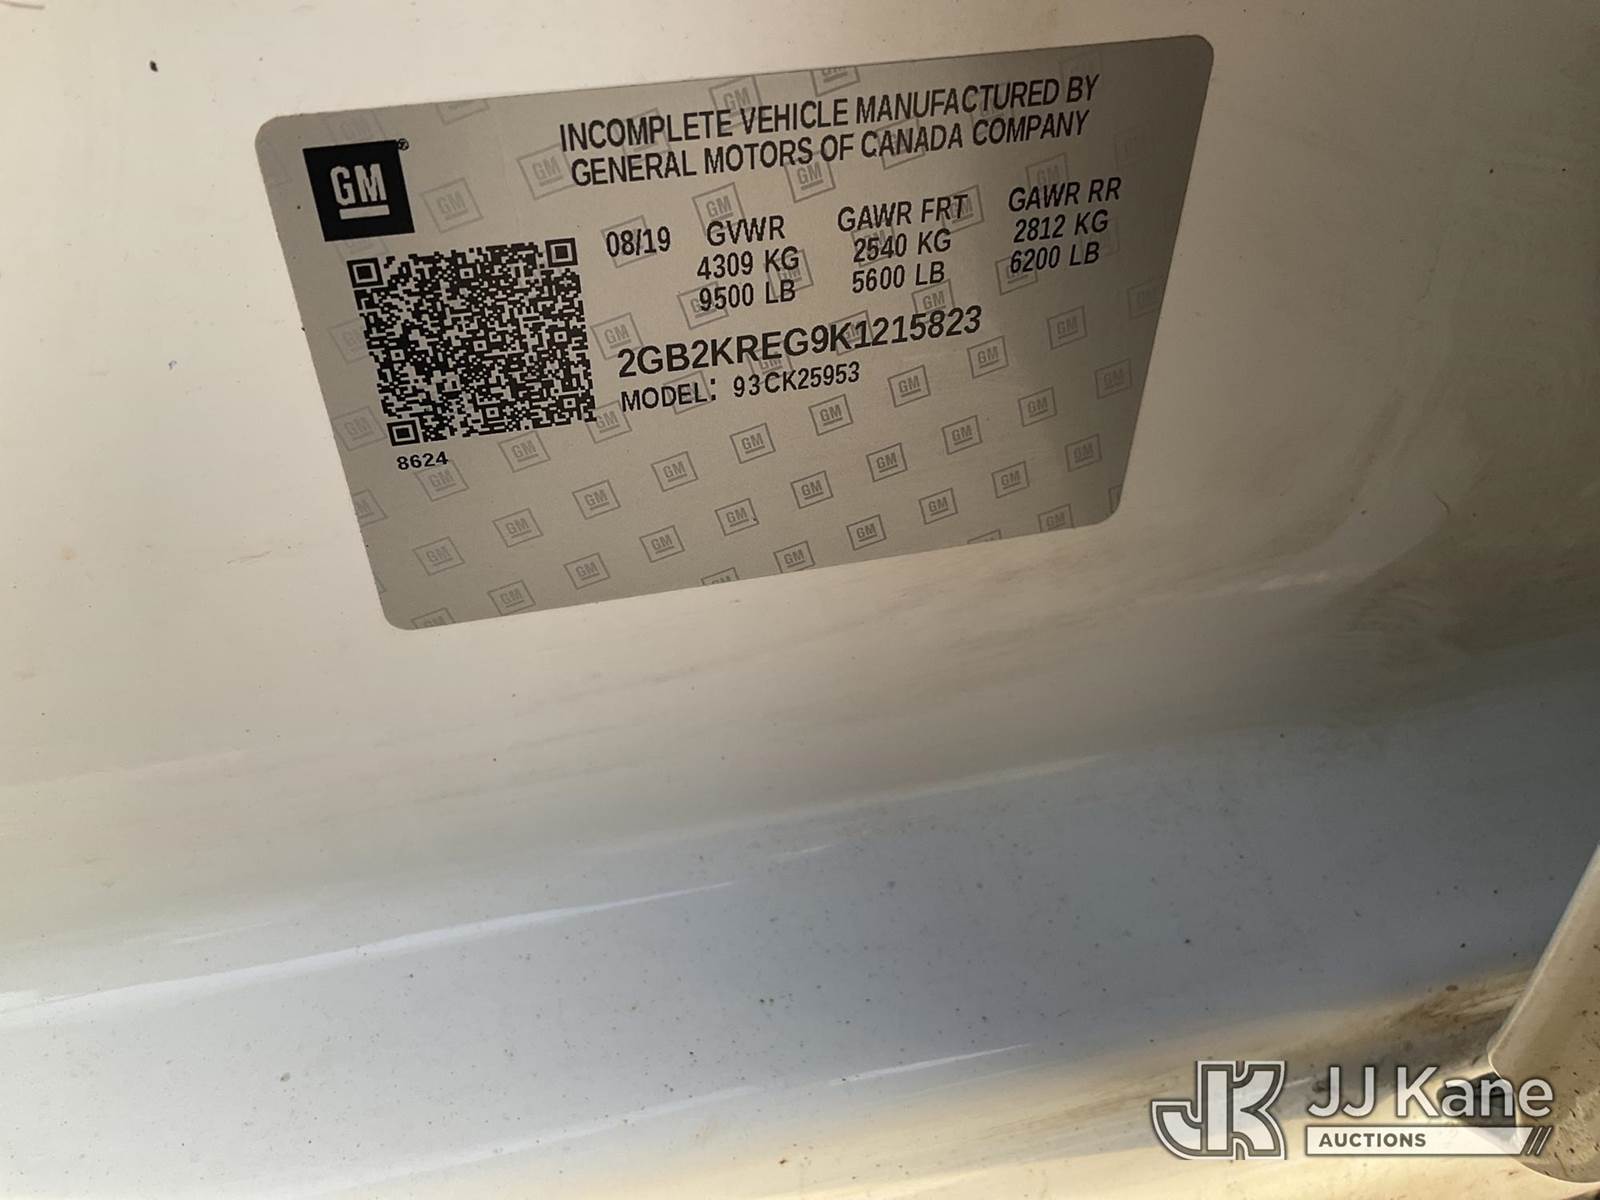 INCOMPLETE VEHICLE MANUFACTURED BY
GENERAL MOTORS OF CANADA COMPANY
GM
08/19 GVWR GAWR FRT GAWR RR
4309 KG 2540 KG 2812 KG
9500 LB 5600 LB 6200 LB
2GB2KREG9K1215823
MODEL: 93CK25953
8624
JK JJ Kane
AUCTIONS